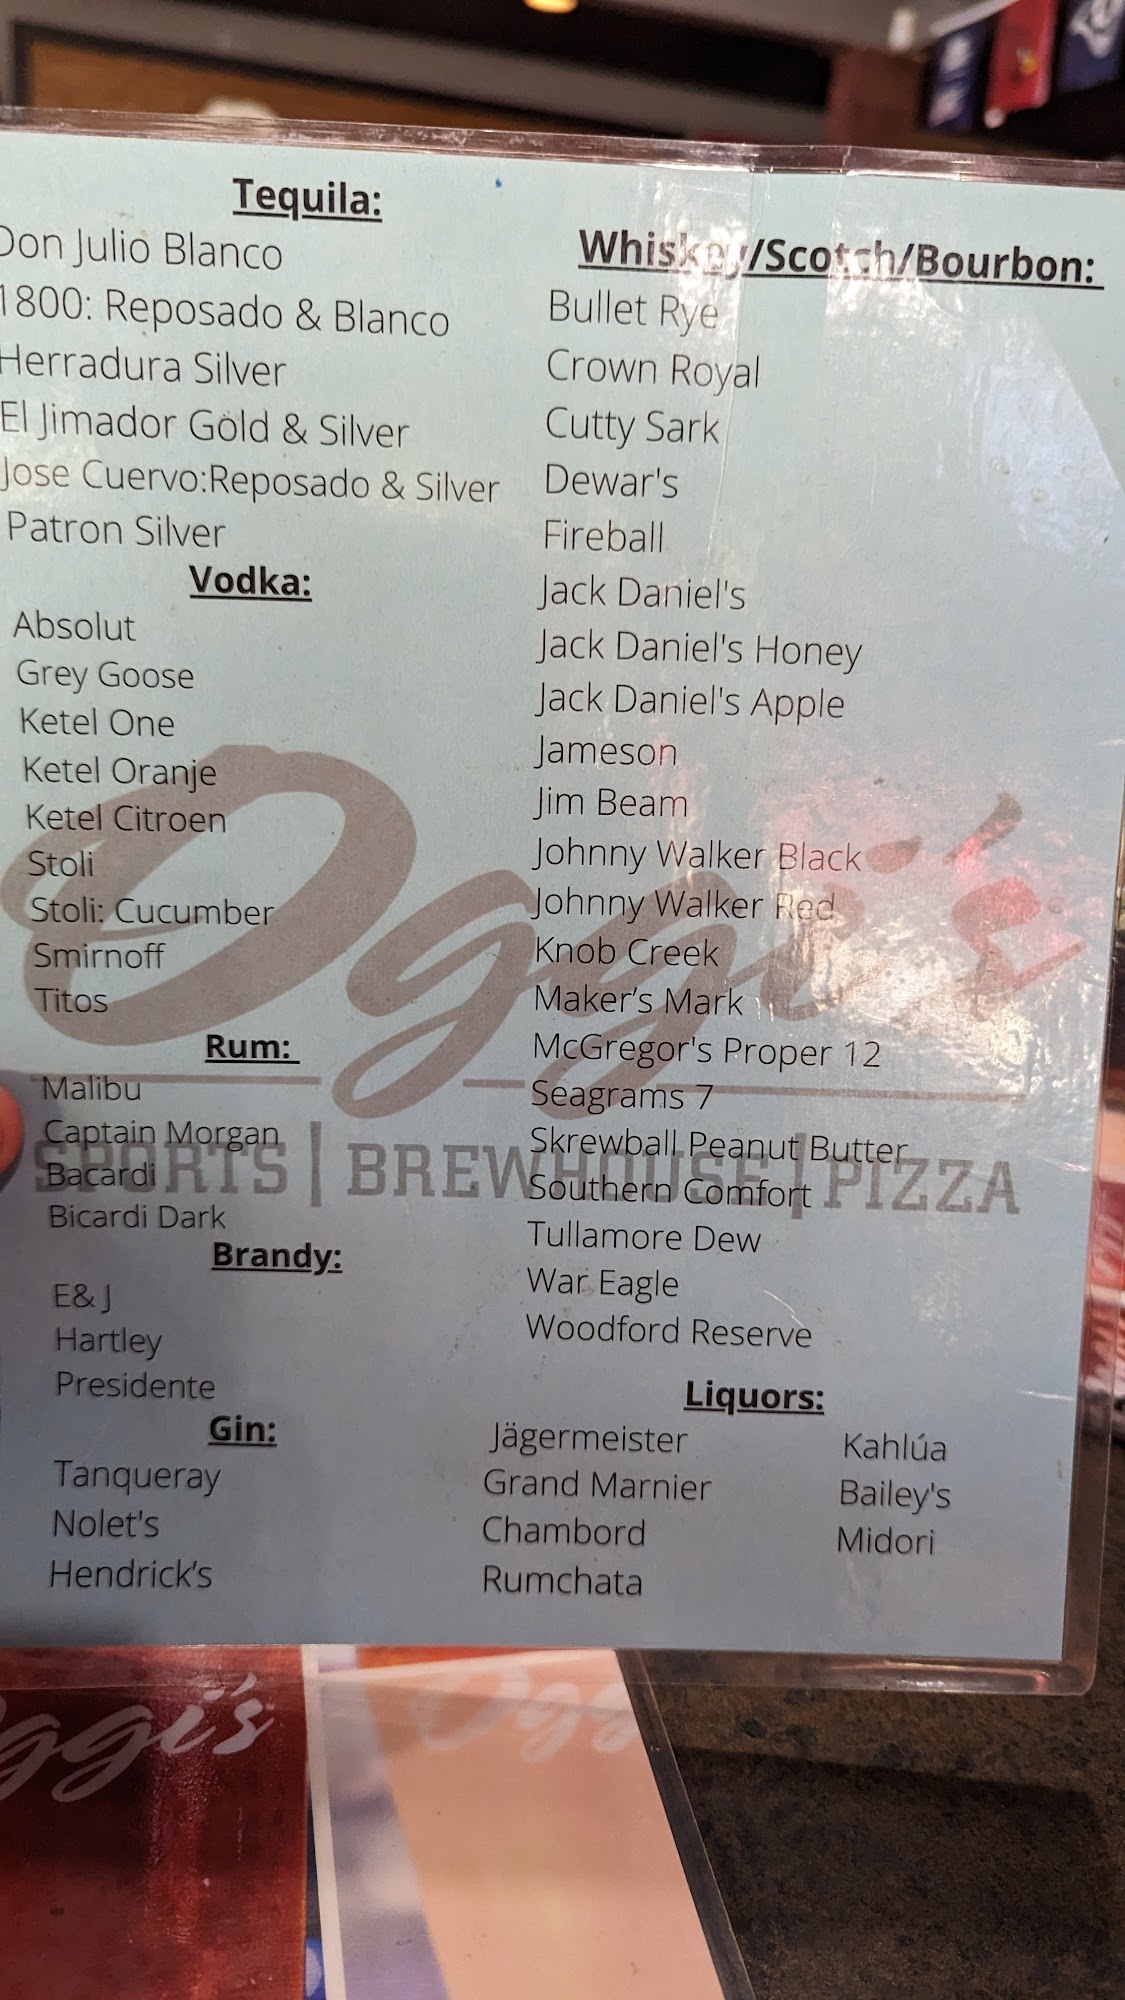 Tequila:
Don Julio Blanco
1800: Reposado & Blanco
Herradura Silver
El Jimador Gold & Silver
Jose Cuervo:Reposado & Silver
Patron Silver
Vodka:
Absolut
Grey Goose
Ketel One
Ketel Oranje
Ketel Citroen
Stoli
Stoli: Cucumber
Smirnoff
Titos
Rum:
Malibu
Captain Morgan
Bacardi
Bicardi Dark
Brandy:
E& J
Hartley
Presidente
Gin:
Tanqueray
Nolet's
Hendrick’s
Whiskey/Scotch/Bourbon:
Bullet Rye
Crown Royal
Cutty Sark
Dewar's
Fireball
Jack Daniel's
Jack Daniel's Honey
Jack Daniel's Apple
Jameson
Jim Beam
Johnny Walker Black
Johnny Walker Red
Knob Creek
Maker’s Mark
McGregor's Proper 12
Seagrams 7
Skrewball Peanut Butter
Southern Comfort
Tullamore Dew
War Eagle
Woodford Reserve
Liquors:
Jägermeister
Grand Marnier
Chambord
Rumchata
Kahlúa
Bailey's
Midori
Oggi's
SPORTS | BREWHOUSE | PIZZA
Oggi's
Ogg